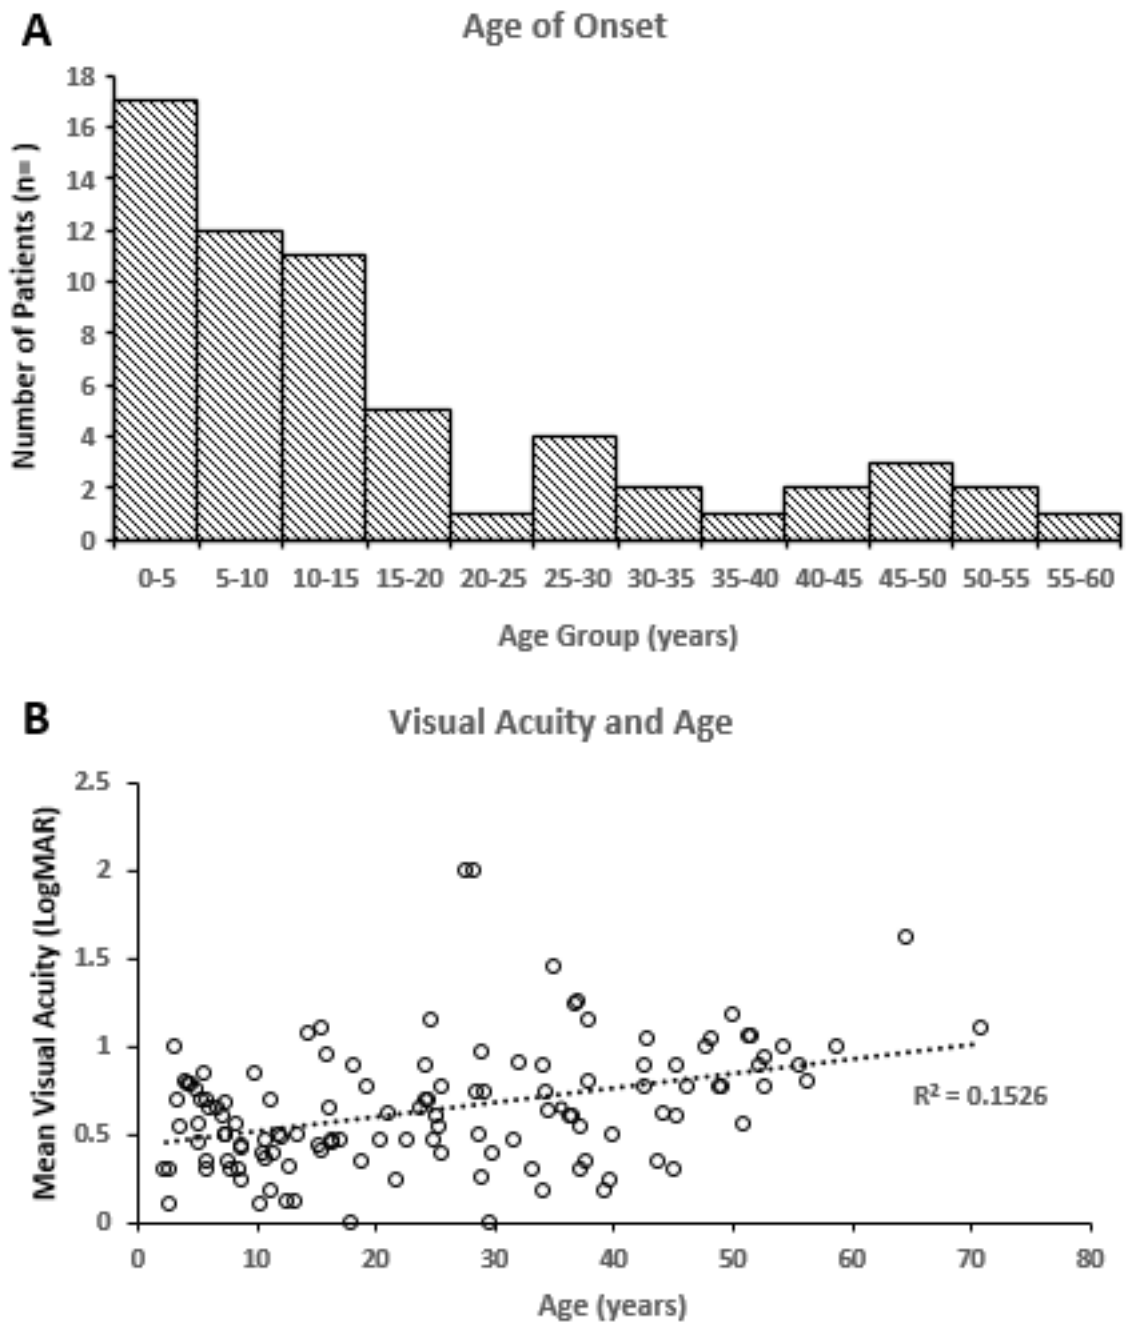 A
Age of Onset
Number of Patients (n= )
18
16
14
12
10
8
6
4
2
0
0-5 5-10 10-15 15-20 20-25 25-30 30-35 35-40 40-45 45-50 50-55 55-60
Age Group (years)
B
Visual Acuity and Age
Mean Visual Acuity (LogMAR)
2.5
2
1.5
1
0.5
0
R² = 0.1526
0 10 20 30 40 50 60 70 80
Age (years)